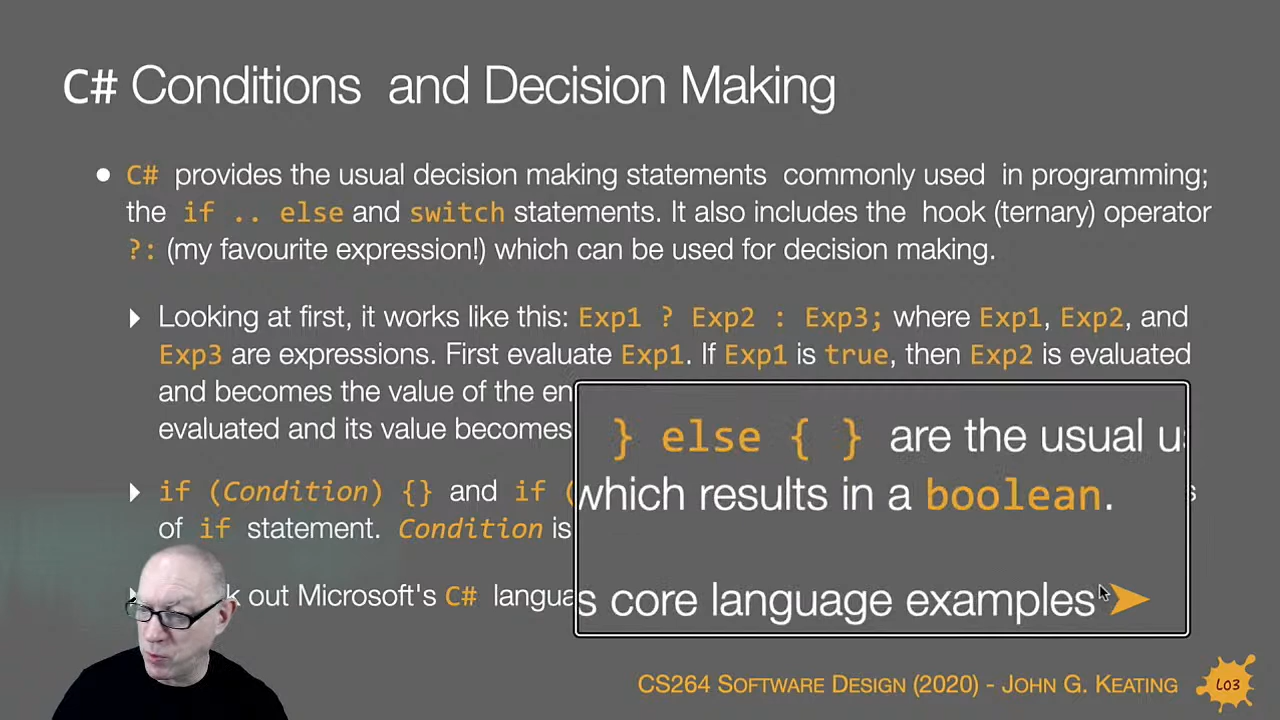 C# Conditions and Decision Making
• C# provides the usual decision making statements commonly used in programming;
the if .. else and switch statements. It also includes the hook (ternary) operator
?: (my favourite expression!) which can be used for decision making.
Looking at first, it works like this: Exp1 ? Exp2 : Exp3; where Exp1, Exp2, and
Exp3 are expressions. First evaluate Exp1. If Exp1 is true, then Exp2 is evaluated
and becomes the value of the
evaluated and its value becomes
if (Condition) {} and if (
of if statement. Condition is
out Microsoft's C#
} else { } are the usual
which results in a boolean.
core language examples
CS264 SOFTWARE DESIGN (2020) - JOHN G. KEATING
L03